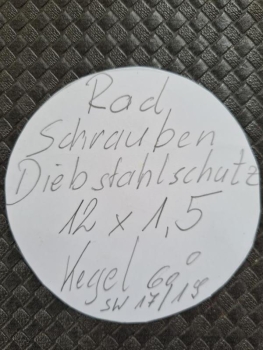 Rad
Schrauben
Diebstahlschutz
12 x 1,5
Kegel 60°
SW 17/19